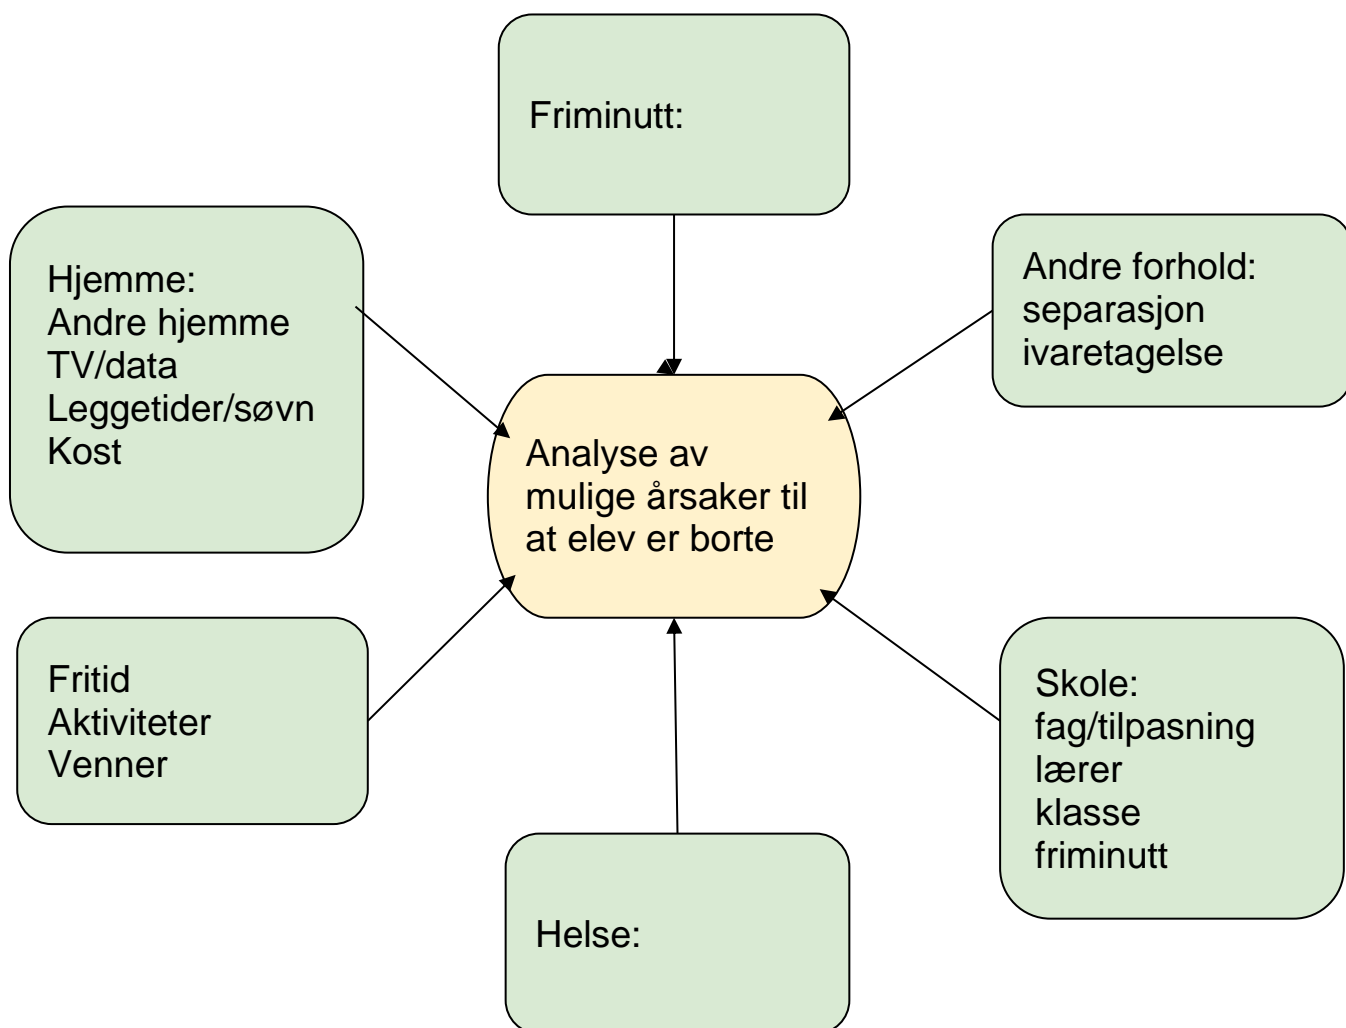 Friminutt:
Hjemme:
Andre hjemme
TV/data
Leggetider/søvn
Kost
Andre forhold:
separasjon
ivaretagelse
Analyse av
mulige årsaker til
at elev er borte
Fritid
Aktiviteter
Venner
Skole:
fag/tilpasning
lærer
klasse
friminutt
Helse: